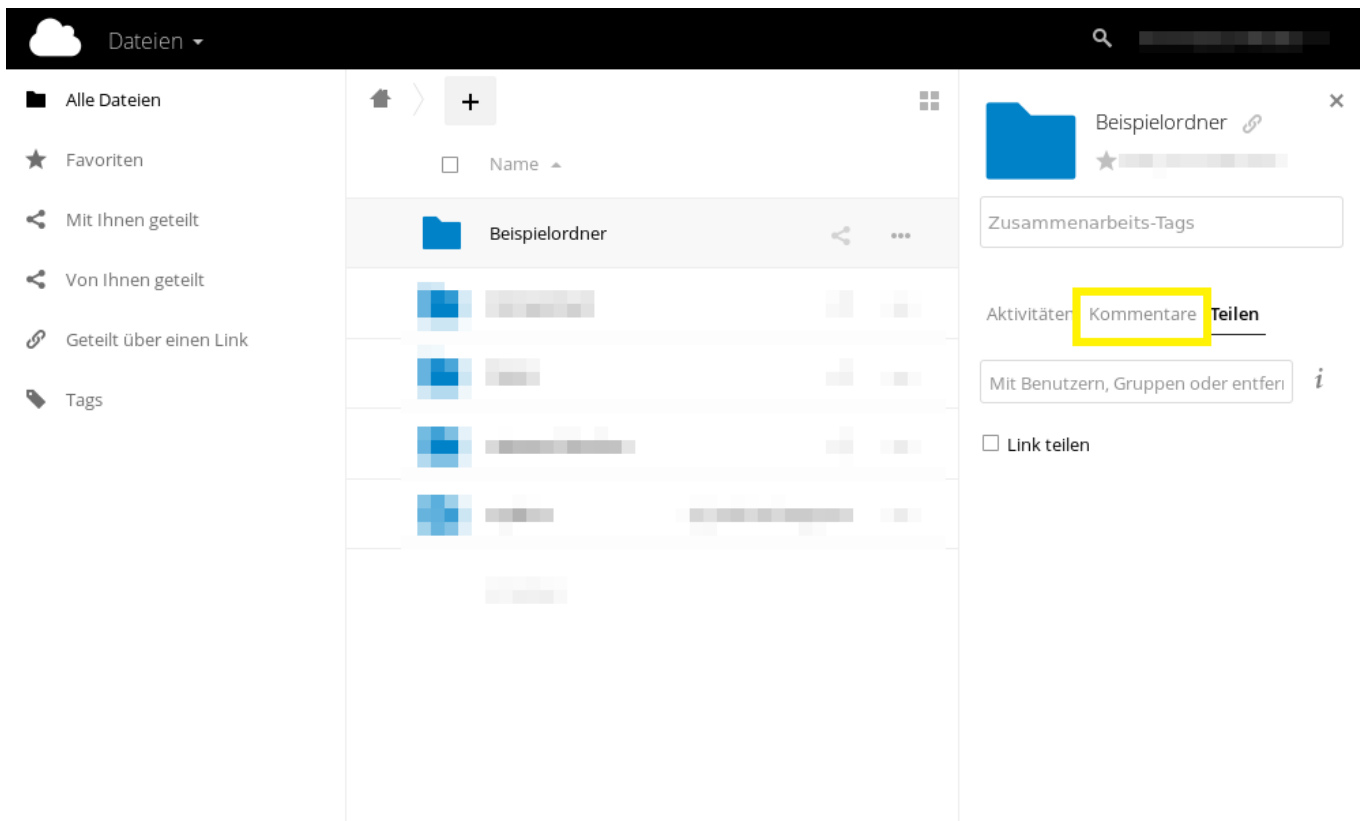 Dateien
Alle Dateien
Favoriten
Mit Ihnen geteilt
Von Ihnen geteilt
Geteilt über einen Link
Tags
Name
Beispielordner
Beispielordner
Zusammenarbeits-Tags
Aktivitäten Kommentare Teilen
Mit Benutzern, Gruppen oder entfer
Link teilen